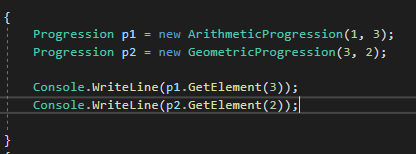 {
Progression p1 = new ArithmeticProgression(1, 3);
Progression p2 = new GeometricProgression(3, 2);
Console.WriteLine(p1.GetElement(3));
Console.WriteLine(p2.GetElement(2));
}